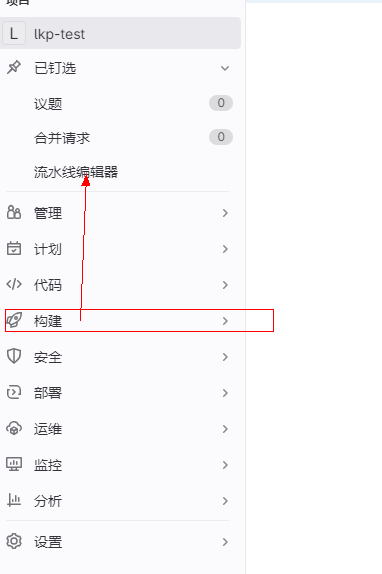 项目
L lkp-test
已钉选
议题 0
合并请求 0
流水线编辑器
管理
计划
代码
构建
安全
部署
运维
监控
分析
设置